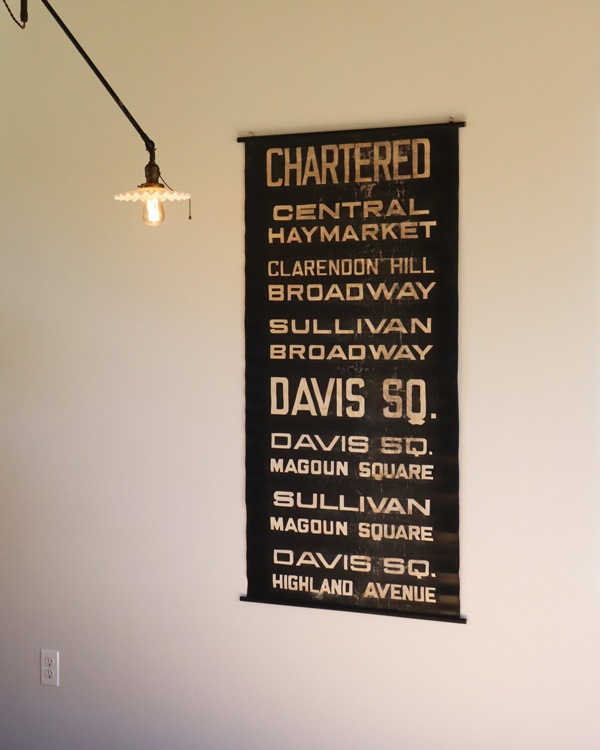 CHARTERED
CENTRAL
HAYMARKET
CLARENDON HILL
BROADWAY
SULLIVAN
BROADWAY
DAVIS SQ.
DAVIS SQ.
MAGOUN SQUARE
SULLIVAN
MAGOUN SQUARE
DAVIS SQ.
HIGHLAND AVENUE